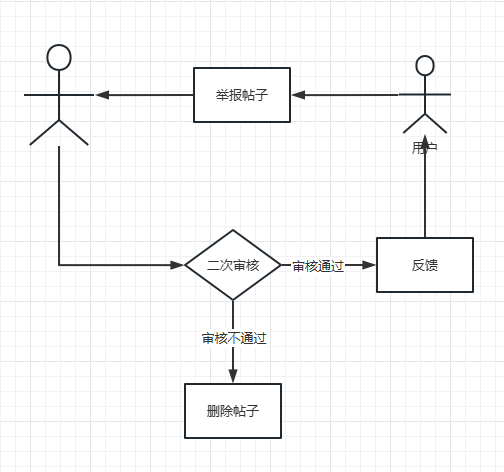 举报帖子
用户
二次审核
审核通过
反馈
审核不通过
删除帖子